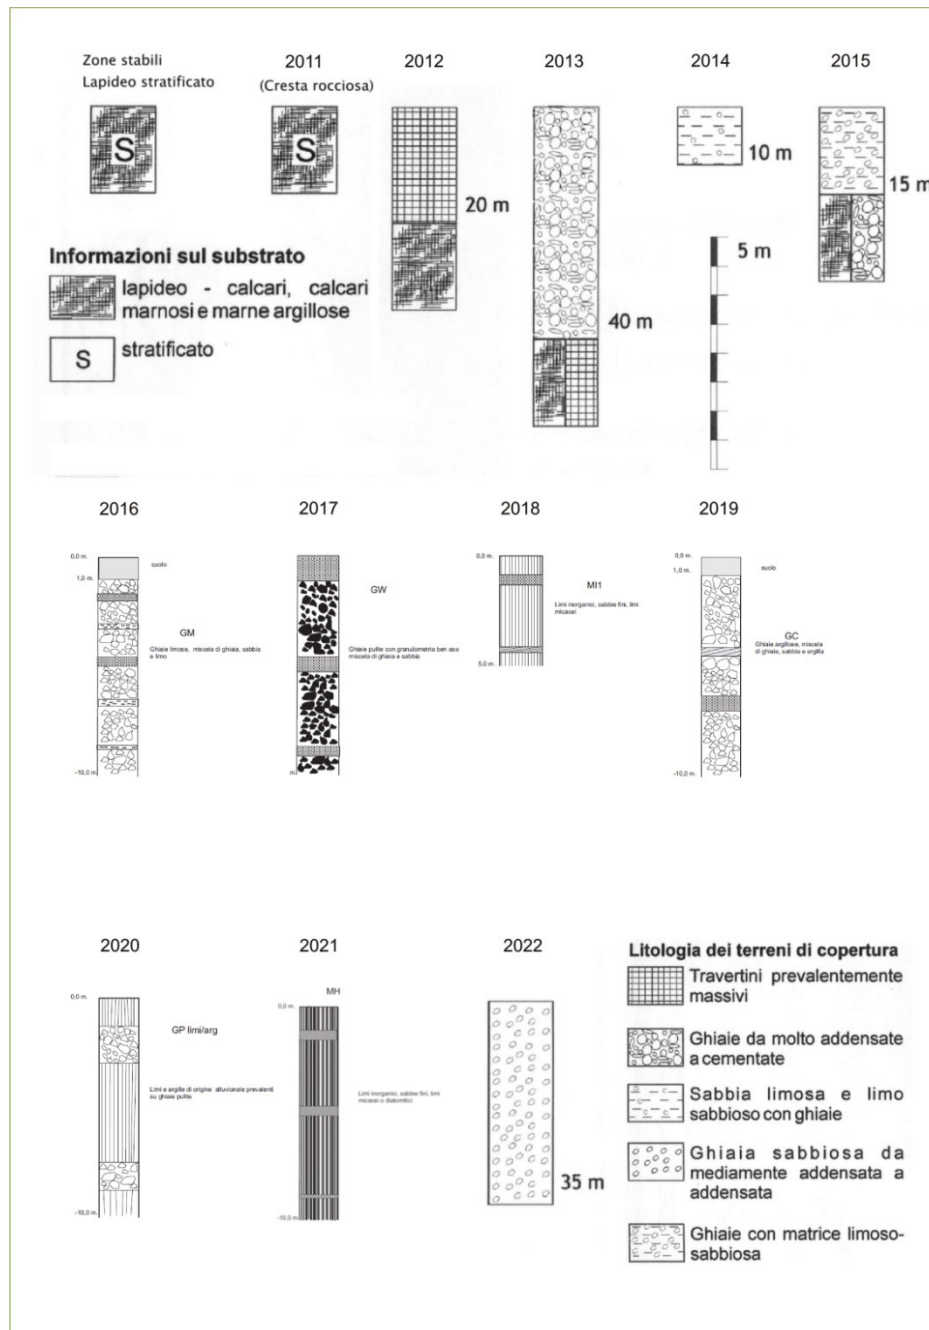 Zone stabili
Lapideo stratificato
2011
(Cresta rocciosa)
2012
2013
2014
2015
S
S
20 m
40 m
10 m
5 m
15 m
Informazioni sul substrato
lapideo - calcari, calcari
marnosi e marne argillose
S
stratificato
2016
2017
2018
2019
0,0 m.
1,0 m.
suolo
GM
Ghiaie limose, miscela di ghiaia, sabbia
e limo
-10,0 m.
GW
Ghiaie pulite con granulometria ben ass
miscela di ghiaia e sabbie
m.
0,0 m.
MI1
Limi inorganici, sabbie fini, limi
micacei
5,0 m.
0,0 m.
1,0 m.
suolo
GC
Ghiaie argillose, miscela
di ghiaia, sabbia e argilla
-10,0 m.
2020
2021
2022
0,0 m.
GP limi/arg
Limi e argille di origine alluvionale prevalenti
su ghiaie pulite
-10,0 m.
MH
0,0 m.
Limi inorganici, sabbie fini, limi
micacei o diatomitici
-10,0 m.
35 m
Litologia dei terreni di copertura
Travertini prevalentemente
massivi
Ghiaie da molto addensate
a cementate
Sabbia limosa e limo
sabbioso con ghiaie
Ghiaia sabbiosa da
mediamente addensata a
addensata
Ghiaie con matrice limoso-
sabbiosa